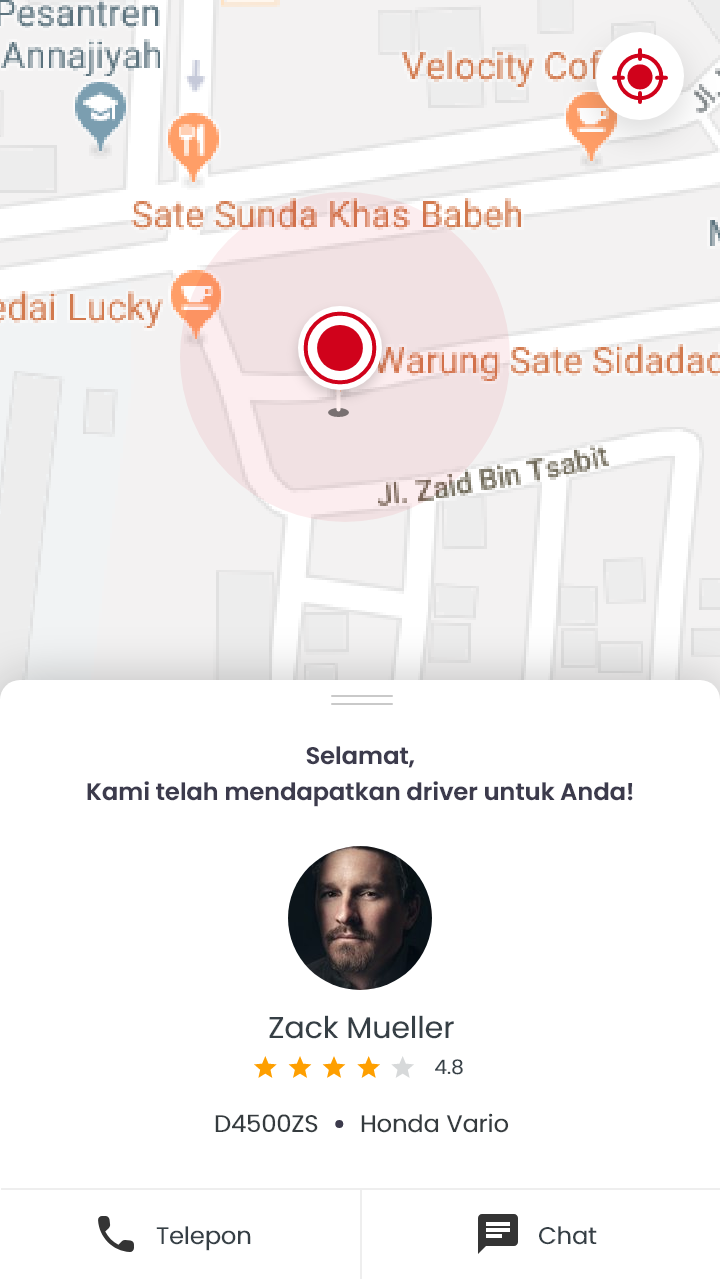 Pesantren
Annajiyah
Velocity Cof
Jl.
Sate Sunda Khas Babeh
edai Lucky
Warung Sate Sidadad
Jl. Zaid Bin Tsabit
Selamat,
Kami telah mendapatkan driver untuk Anda!
Zack Mueller
4.8
D4500ZS • Honda Vario
Telepon
Chat